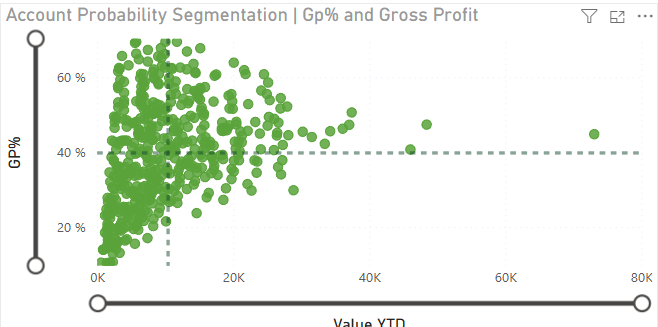 Account Probability Segmentation | Gp% and Gross Profit
60 %
40 %
20 %
GP%
0K 20K 40K 60K 80K
Value YTD